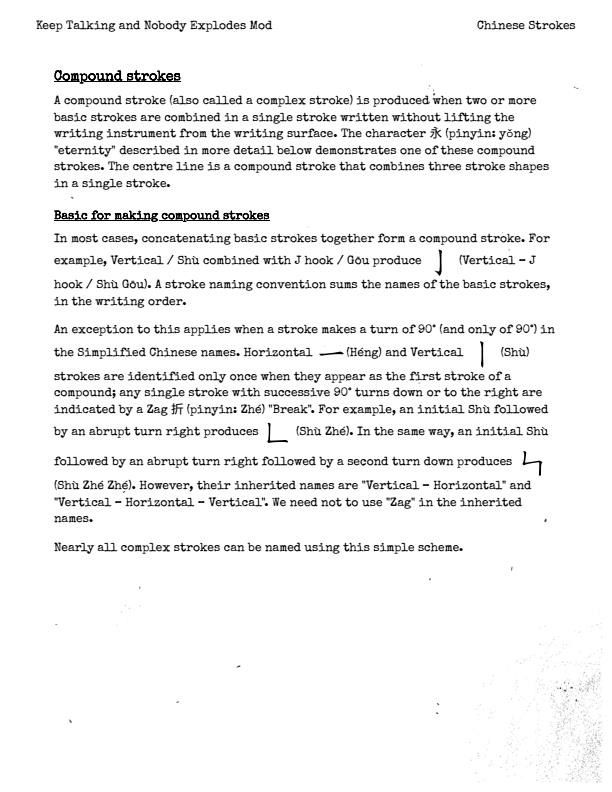 Keep Talking and Nobody Explodes Mod
Chinese Strokes
Compound strokes
A compound stroke (also called a complex stroke) is produced when two or more
basic strokes are combined in a single stroke written without lifting the
writing instrument from the writing surface. The character 永 (pinyin: yǒng)
"eternity" described in more detail below demonstrates one of these compound
strokes. The centre line is a compound stroke that combines three stroke shapes
in a single stroke.
Basic for making compound strokes
In most cases, concatenating basic strokes together form a compound stroke. For
example, Vertical / Shù combined with J hook / Gōu produce (Vertical – J
hook / Shù Gōu). A stroke naming convention sums the names of the basic strokes,
in the writing order.
An exception to this applies when a stroke makes a turn of 90° (and only of 90°) in
the Simplified Chinese names. Horizontal (Héng) and Vertical (Shù)
strokes are identified only once when they appear as the first stroke of a
compound; any single stroke with successive 90° turns down or to the right are
indicated by a Zag 折 (pinyin: Zhé) "Break". For example, an initial Shù followed
by an abrupt turn right produces (Shù Zhé). In the same way, an initial Shù
followed by an abrupt turn right followed by a second turn down produces
(Shù Zhé Zhé). However, their inherited names are "Vertical – Horizontal" and
"Vertical – Horizontal – Vertical". We need not to use "Zag" in the inherited
names.
Nearly all complex strokes can be named using this simple scheme.